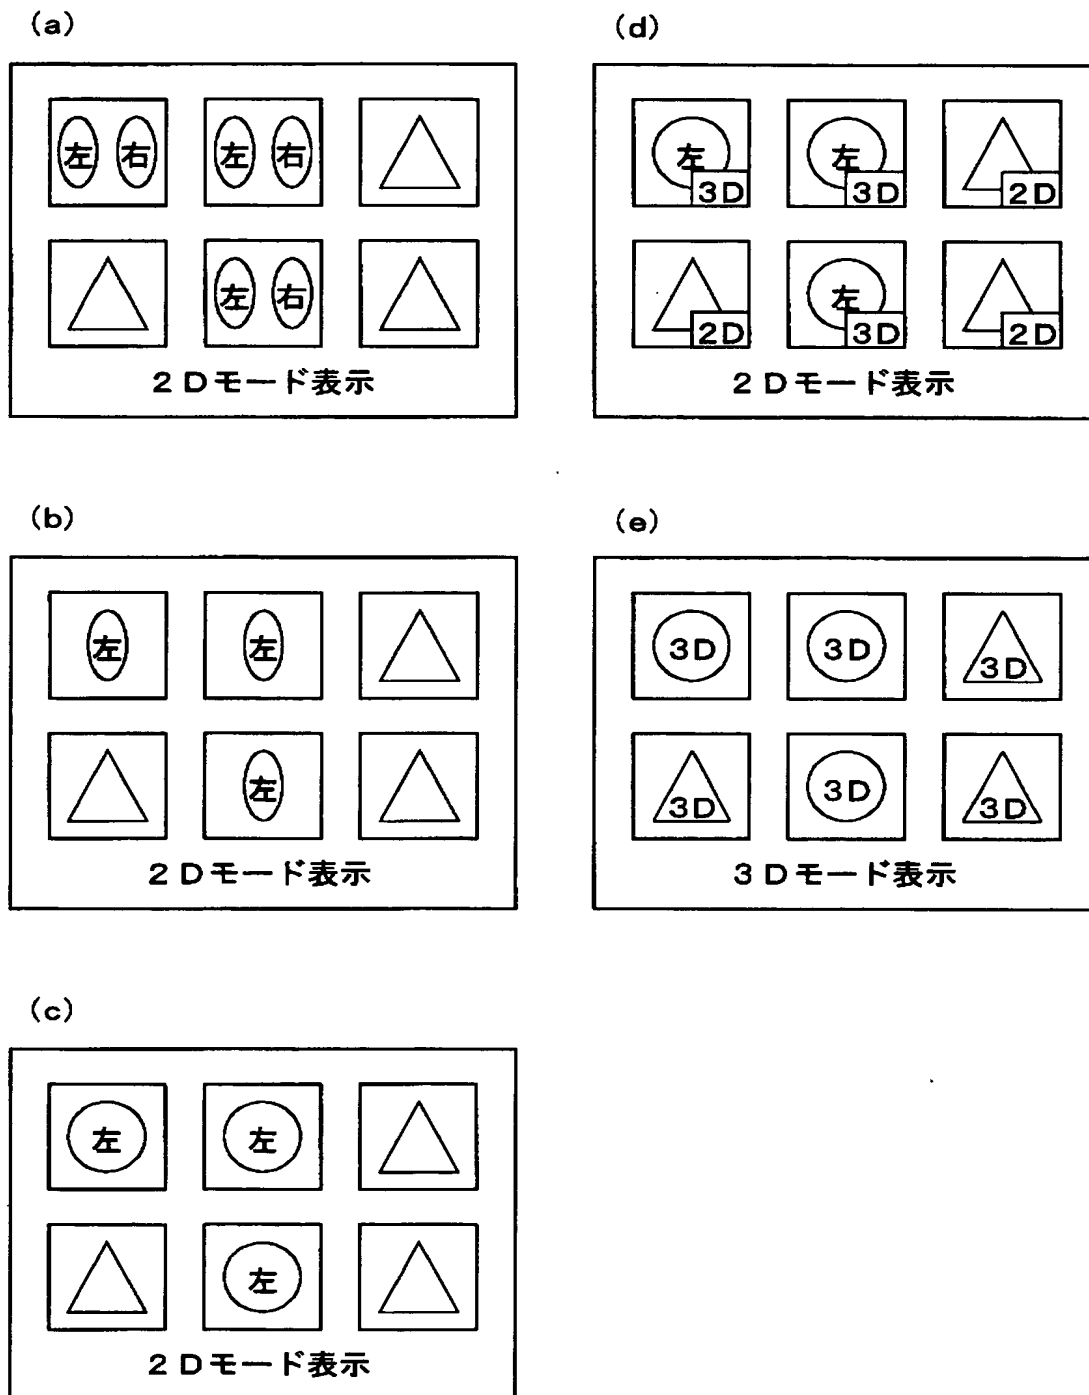 (a)
左 右 左 右
左 右
2Dモード表示
(b)
左 左
左
2Dモード表示
(c)
左 左
左
2Dモード表示
(d)
左 3D 左 3D 2D
2D 左 3D 2D
2Dモード表示
(e)
3D 3D 3D
3D 3D 3D
3Dモード表示